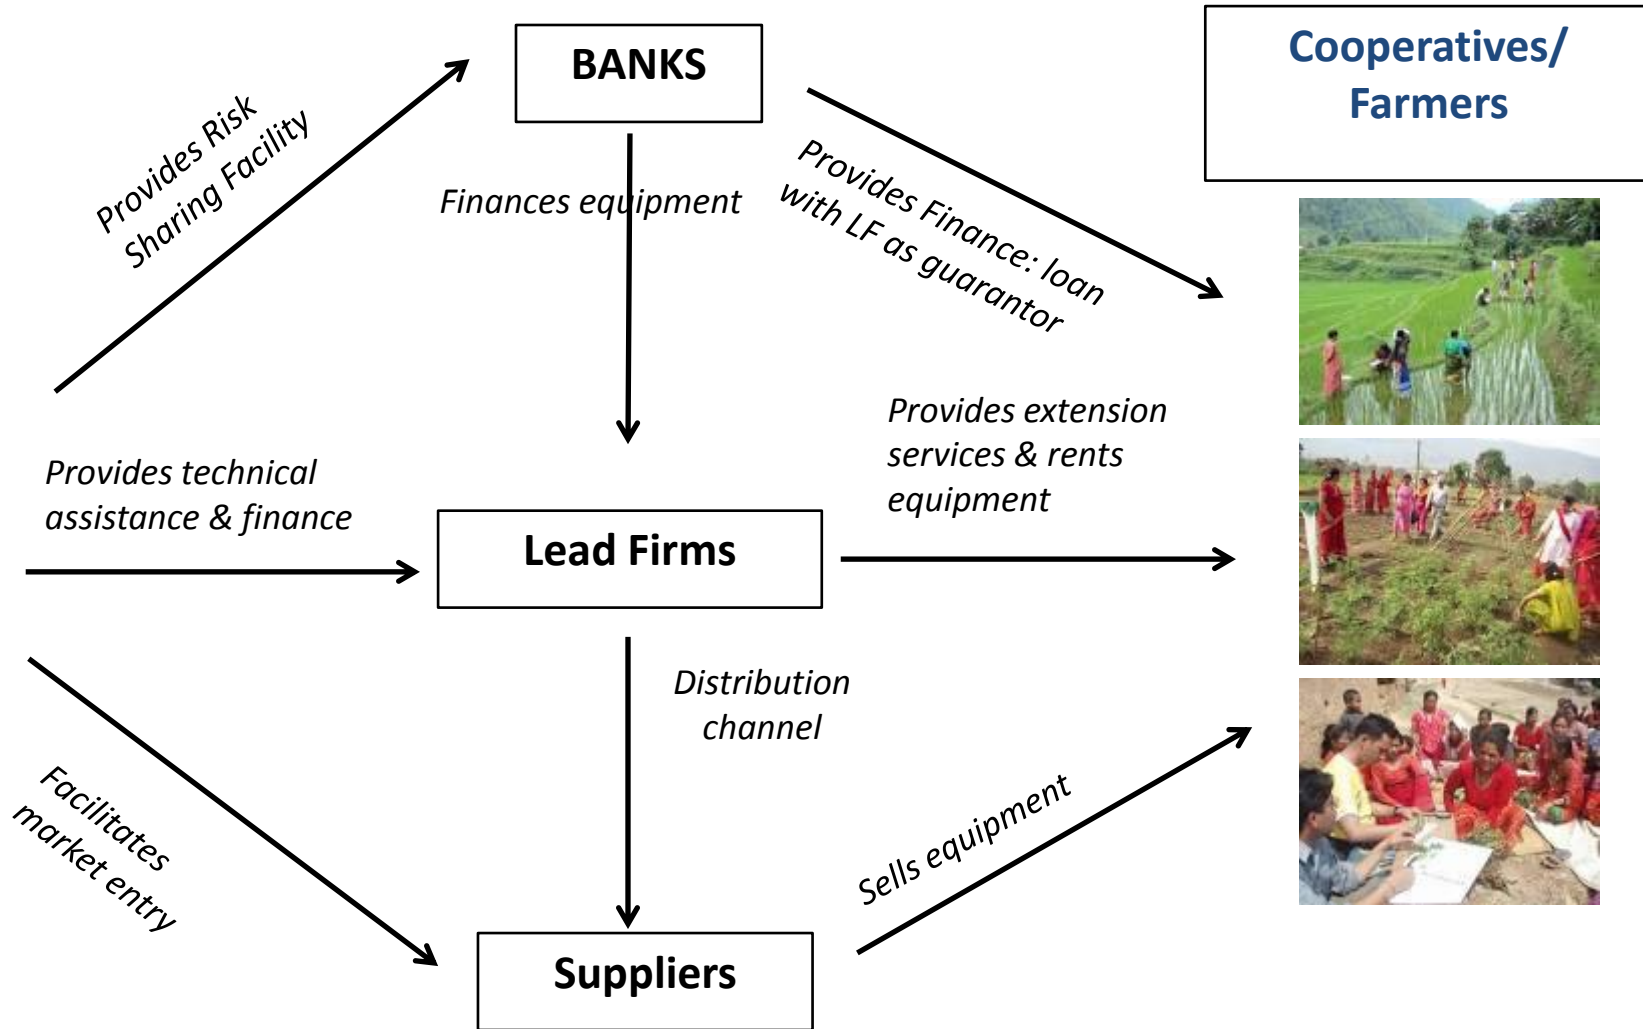 BANKS
Cooperatives/
Farmers
Provides Risk
Sharing Facility
Finances equipment
Provides Finance: loan
with LF as guarantor
Provides technical
assistance & finance
Provides extension
services & rents
equipment
Lead Firms
Distribution
channel
Facilitates
market entry
Sells equipment
Suppliers